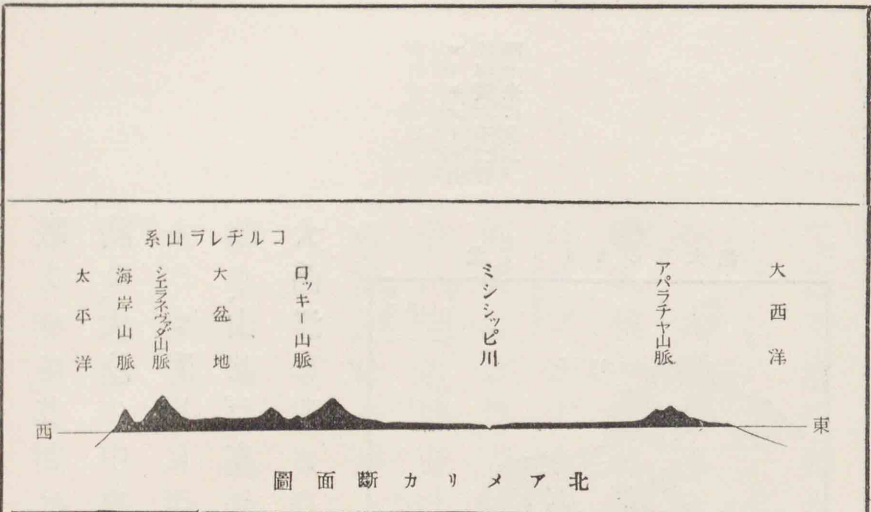 コルヂレラ山系
大西洋
アパラチヤ山脈
ミシシッピ川
ロッキー山脈
大盆地
シエラネヴァダ山脈
海岸山脈
太平洋
東
西
北アメリカ斷面圖